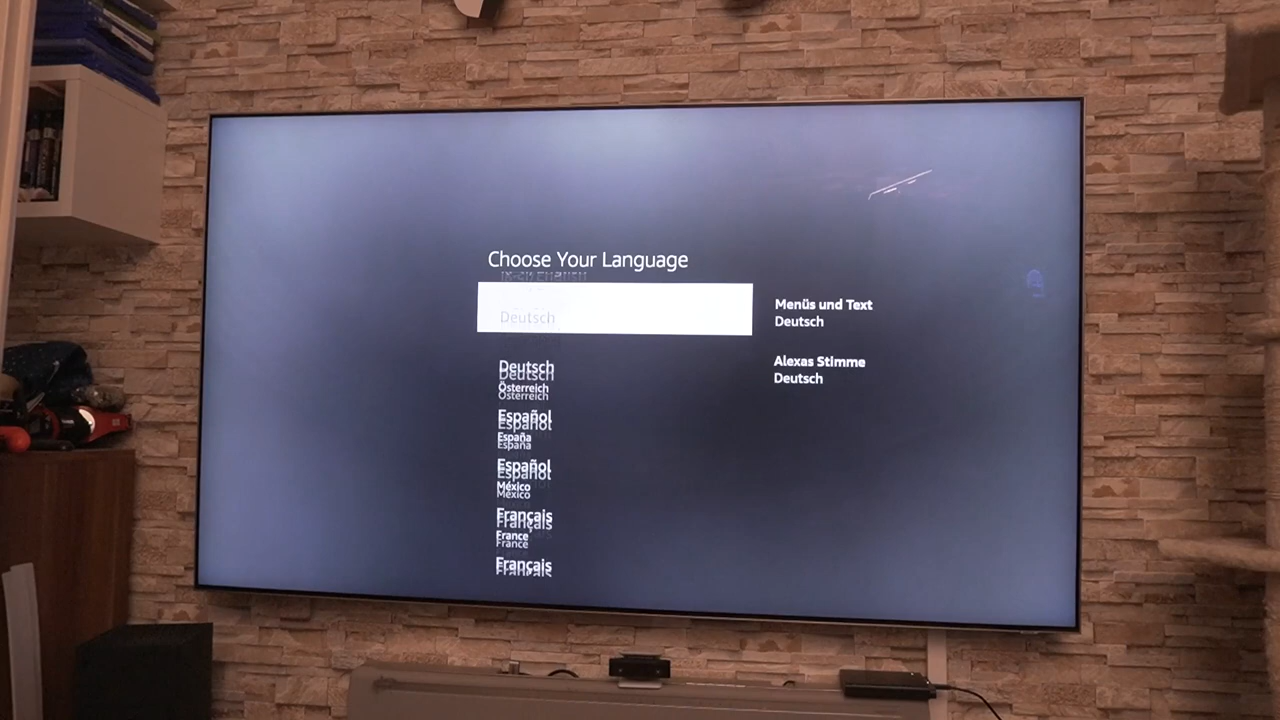 Choose Your Language
Deutsch
Menüs und Text
Deutsch
Alexas Stimme
Deutsch
Deutsch
Österreich
Español
España
Español
México
Français
France
Français